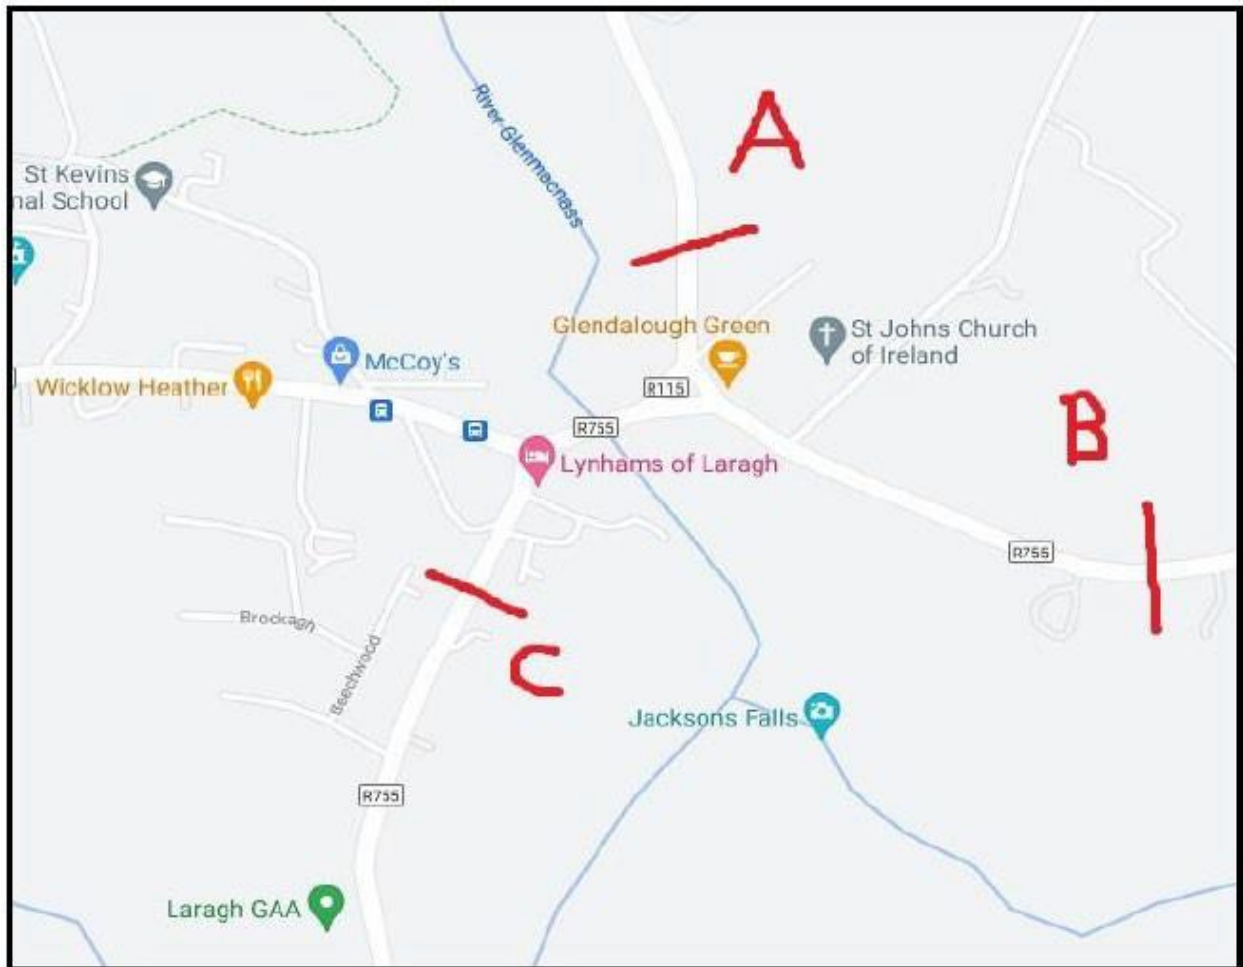 River Glenmacnass
A
St Kevins
nal School
Glendalough Green
St Johns Church
of Ireland
McCoy's
Wicklow Heather
R115
R755
B
Lynhams of Laragh
R755
Brockagh
Beechwood
C
Jacksons Falls
R755
Laragh GAA